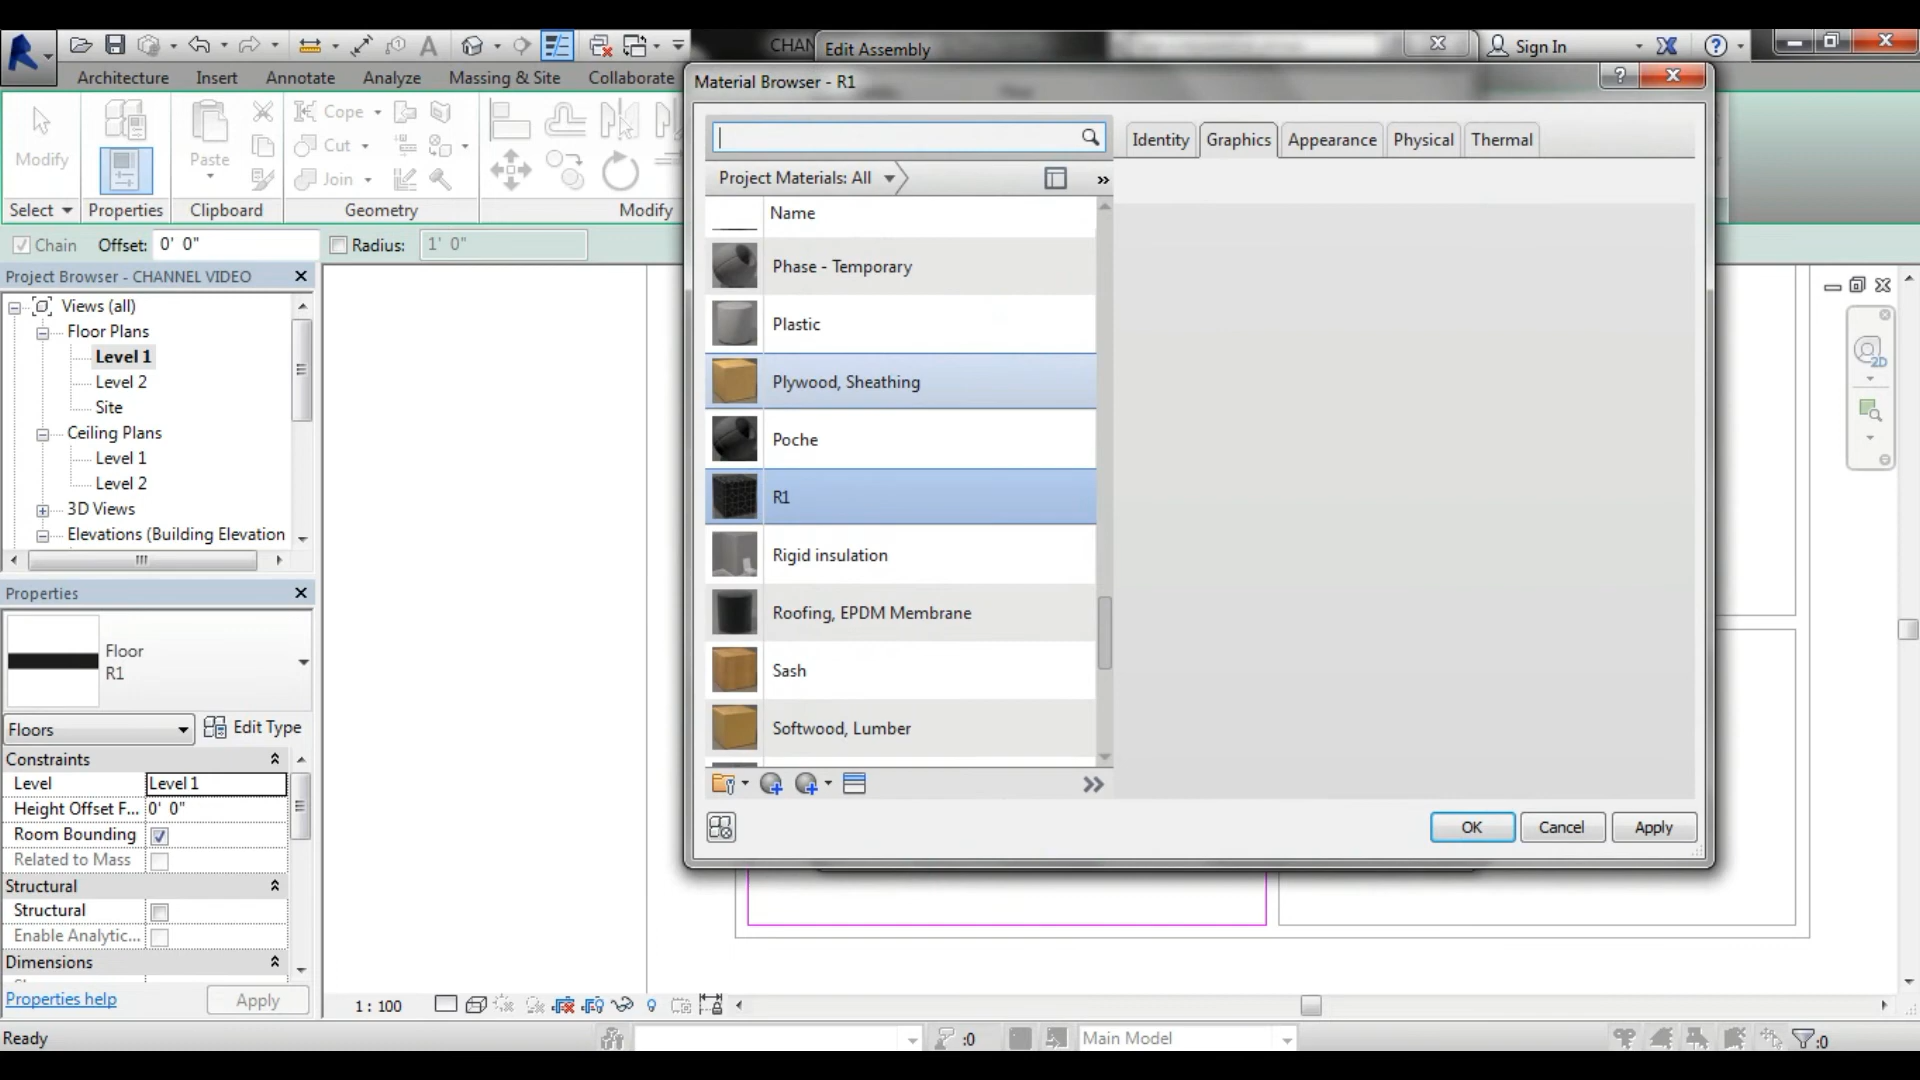 CHAN
Edit Assembly
Sign In
Architecture Insert Annotate Analyze Massing & Site Collaborate
Material Browser - R1
Modify
Paste
Cope
Cut
Join
Select Properties Clipboard Geometry Modify
Identity Graphics Appearance Physical Thermal
Project Materials: All
Chain Offset: 0' 0" Radius: 1' 0"
Project Browser - CHANNEL VIDEO
Views (all)
Floor Plans
Level 1
Level 2
Site
Ceiling Plans
Level 1
Level 2
3D Views
Elevations (Building Elevation
Name
Phase - Temporary
Plastic
Plywood, Sheathing
Poche
R1
Rigid insulation
Roofing, EPDM Membrane
Sash
Softwood, Lumber
OK Cancel Apply
2D
Properties
Floor
R1
Floors Edit Type
Constraints
Level Level 1
Height Offset F... 0' 0"
Room Bounding
Related to Mass
Structural
Structural
Enable Analytic...
Dimensions
Properties help Apply
1 : 100
Ready
:0
Main Model
:0